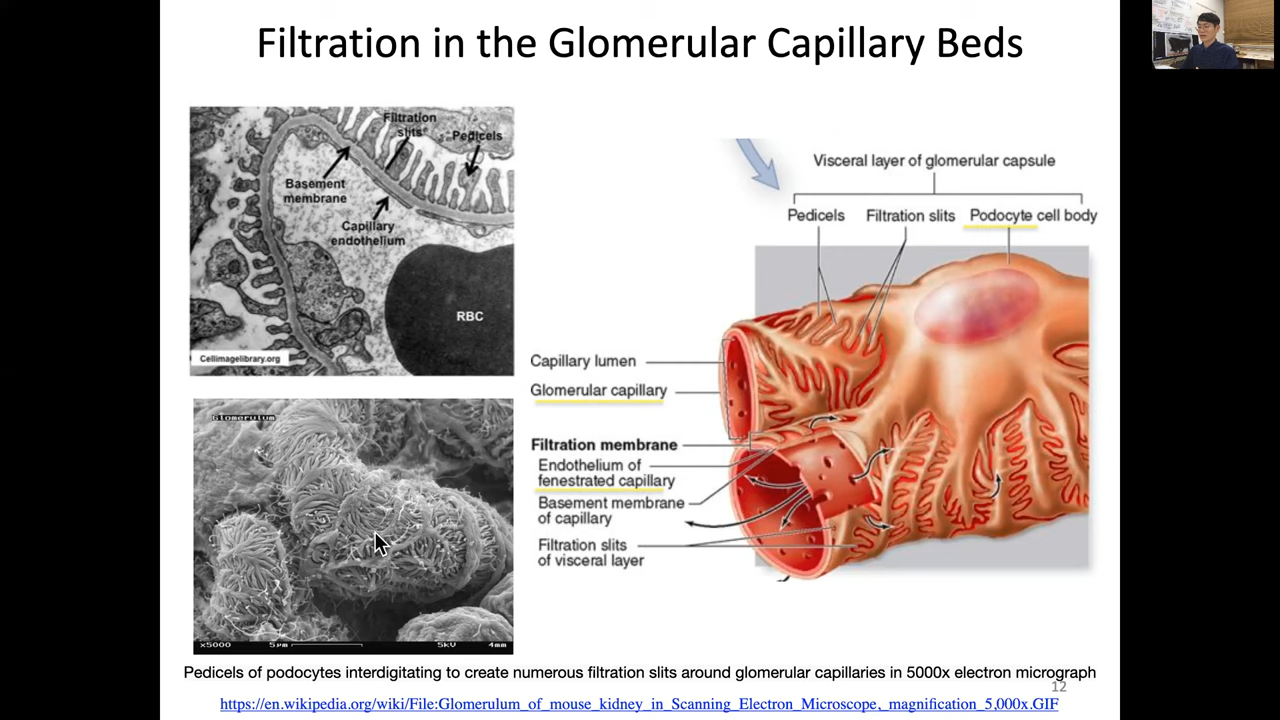 Filtration in the Glomerular Capillary Beds
Filtration
slits
Pedicels
Basement
membrane
Capillary
endothelium
RBC
Cellimagelibrary.org
Glomerulum
x5000 5µm 5kV 4mm
Visceral layer of glomerular capsule
Pedicels Filtration slits Podocyte cell body
Capillary lumen
Glomerular capillary
Filtration membrane
Endothelium of
fenestrated capillary
Basement membrane
of capillary
Filtration slits
of visceral layer
Pedicels of podocytes interdigitating to create numerous filtration slits around glomerular capillaries in 5000x electron micrograph
12
https://en.wikipedia.org/wiki/File:Glomerulum_of_mouse_kidney_in_Scanning_Electron_Microscope,_magnification_5,000x.GIF